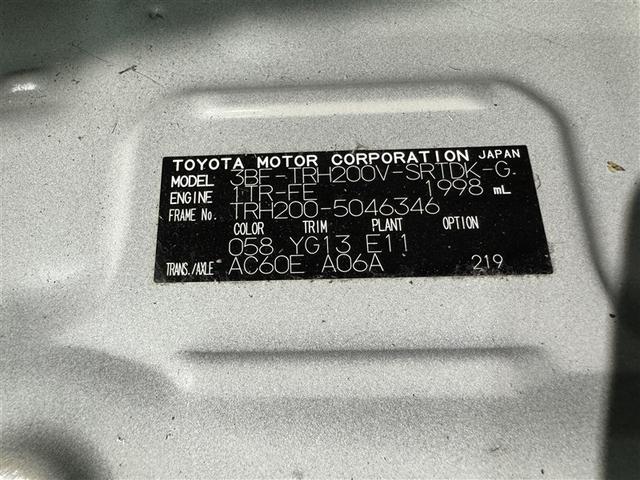 TOYOTA MOTOR CORPORATION JAPAN
MODEL 3BF-TRH200V-SRTDK-G
ENGINE 1TR-FE 1998 mL
FRAME No. TRH200-5046346
COLOR TRIM PLANT OPTION
058 YG13 E11
TRANS./AXLE AC60E A06A 219